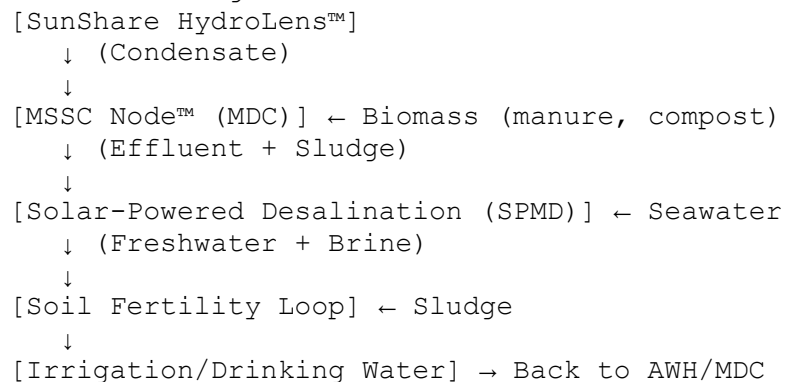 [SunShare HydroLens™]
↓ (Condensate)
↓
[MSSC Node™ (MDC)] ← Biomass (manure, compost)
↓ (Effluent + Sludge)
↓
[Solar-Powered Desalination (SPMD)] ← Seawater
↓ (Freshwater + Brine)
↓
[Soil Fertility Loop] ← Sludge
↓
[Irrigation/Drinking Water] → Back to AWH/MDC